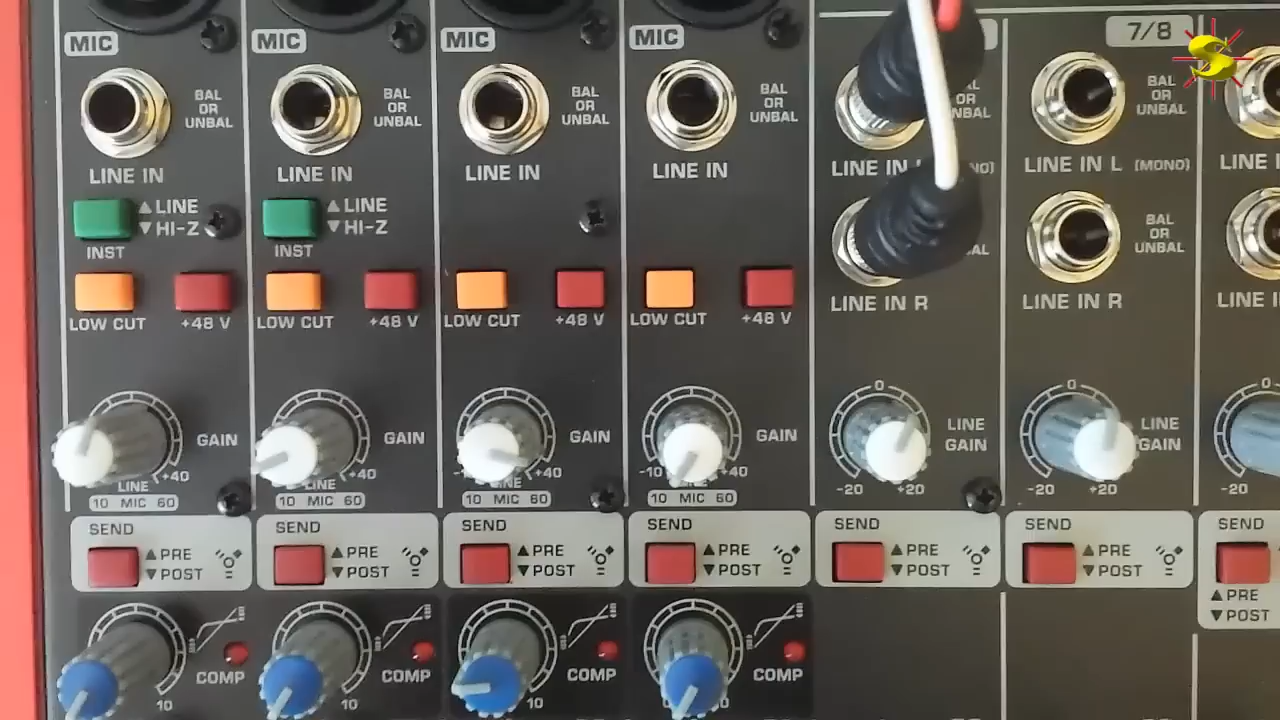 MIC MIC MIC MIC 7/8
BAL OR UNBAL BAL OR UNBAL BAL OR UNBAL BAL OR UNBAL OR UNBAL BAL OR UNBAL
LINE IN LINE IN LINE IN LINE IN LINE IN LINE IN L (MONO) LINE
▲LINE ▲LINE
▼HI-Z ▼HI-Z BAL OR UNBAL
INST INST
LINE IN R LINE IN R LINE
LOW CUT +48 V LOW CUT +48 V LOW CUT +48 V LOW CUT +48 V
0 0 0
GAIN GAIN GAIN GAIN LINE GAIN LINE GAIN
+40 +40 +40 -10 +40
LINE LINE -20 +20 -20 +20 -20
10 MIC 60 10 MIC 60 10 MIC 60 10 MIC 60
SEND SEND SEND SEND SEND SEND SEND
▲PRE ▲PRE ▲PRE ▲PRE ▲PRE ▲PRE
▼POST ▼POST ▼POST ▼POST ▼POST ▼POST
▲PRE
▼POST
COMP COMP COMP COMP
10 10 10